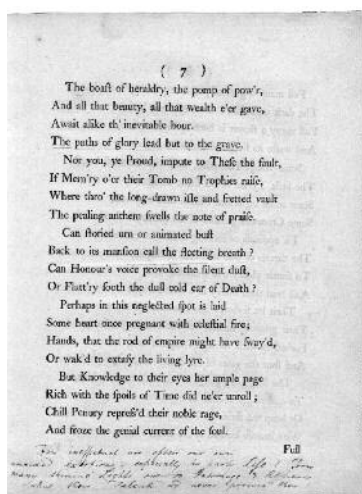 ( 7 )
The boaſt of heraldry, the pomp of pow'r,
And all that beauty, all that wealth e'er gave,
Await alike th' inevitable hour.
The paths of glory lead but to the grave.
Nor you, ye Proud, impute to Theſe the fault,
If Mem'ry o'er their Tomb no Trophies raiſe,
Where thro' the long-drawn iſle and fretted vault
The pealing anthem ſwells the note of praiſe.
Can ſtoried urn or animated buſt
Back to its manſion call the fleeting breath ?
Can Honour's voice provoke the ſilent duſt,
Or Flatt'ry ſooth the dull cold ear of Death ?
Perhaps in this neglected ſpot is laid
Some heart once pregnant with celeſtial fire;
Hands, that the rod of empire might have ſway'd,
Or wak'd to extaſy the living lyre.
But Knowledge to their eyes her ample page
Rich with the ſpoils of Time did ne'er unroll ;
Chill Penury repreſs'd their noble rage,
And froze the genial current of the ſoul.
Full
are often our own